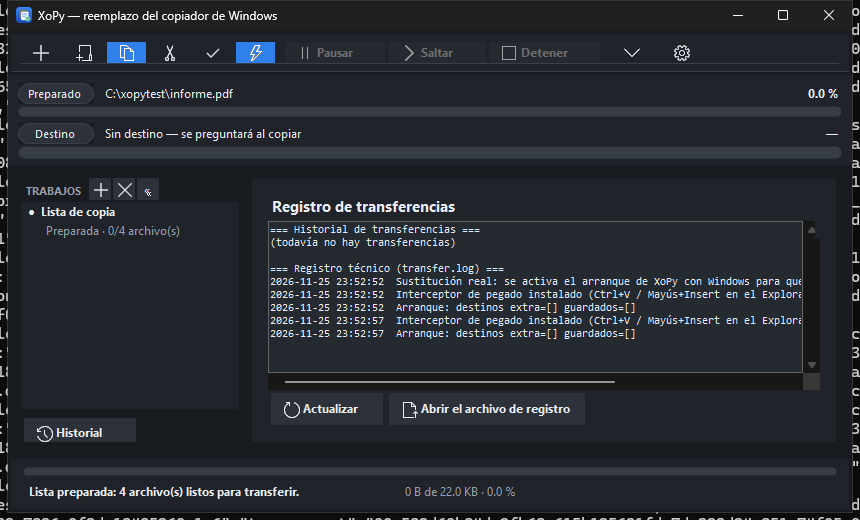 XoPy — reemplazo del copiador de Windows
Pausar
Saltar
Detener
Preparado
C:\xopytest\informe.pdf
0.0 %
Destino
Sin destino — se preguntará al copiar
—
TRABAJOS
Lista de copia
Preparada · 0/4 archivo(s)
Historial
Registro de transferencias
=== Historial de transferencias ===
(todavía no hay transferencias)
=== Registro técnico (transfer.log) ===
2026-11-25 23:52:52  Sustitución real: se activa el arranque de XoPy con Windows para que
2026-11-25 23:52:52  Interceptor de pegado instalado (Ctrl+V / Mayús+Insert en el Explora
2026-11-25 23:52:52  Arranque: destinos extra=[] guardados=[]
2026-11-25 23:52:57  Interceptor de pegado instalado (Ctrl+V / Mayús+Insert en el Explora
2026-11-25 23:52:57  Arranque: destinos extra=[] guardados=[]
Actualizar
Abrir el archivo de registro
Lista preparada: 4 archivo(s) listos para transferir.
0 B de 22.0 KB · 0.0 %